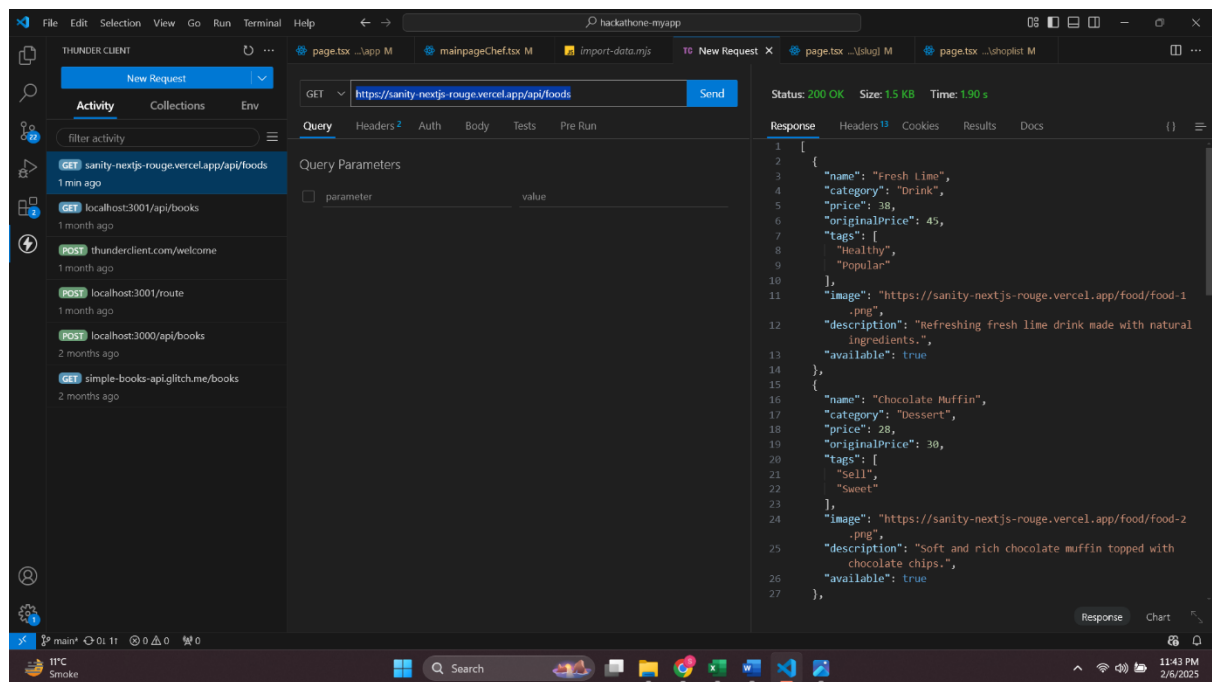 File Edit Selection View Go Run Terminal Help
hackathone-myapp
THUNDER CLIENT
New Request
Activity Collections Env
filter activity
GET sanity-nextjs-rouge.vercel.app/api/foods
1 min ago
GET localhost:3001/api/books
1 month ago
POST thunderclient.com/welcome
1 month ago
POST localhost:3001/route
1 month ago
POST localhost:3000/api/books
2 months ago
GET simple-books-api.glitch.me/books
2 months ago
22
2
1
page.tsx ...\app M mainpageChef.tsx M import-data.mjs TC New Request page.tsx ...\[slug] M page.tsx ...\shoplist M
GET https://sanity-nextjs-rouge.vercel.app/api/foods Send
Query Headers 2 Auth Body Tests Pre Run
Query Parameters
parameter value
Status: 200 OK Size: 1.5 KB Time: 1.90 s
Response Headers 13 Cookies Results Docs { }
1 [
2 {
3 "name": "Fresh Lime",
4 "category": "Drink",
5 "price": 38,
6 "originalPrice": 45,
7 "tags": [
8 "Healthy",
9 "Popular"
10 ],
11 "image": "https://sanity-nextjs-rouge.vercel.app/food/food-1
.png",
12 "description": "Refreshing fresh lime drink made with natural
ingredients.",
13 "available": true
14 },
15 {
16 "name": "Chocolate Muffin",
17 "category": "Dessert",
18 "price": 28,
19 "originalPrice": 30,
20 "tags": [
21 "Sell",
22 "Sweet"
23 ],
24 "image": "https://sanity-nextjs-rouge.vercel.app/food/food-2
.png",
25 "description": "Soft and rich chocolate muffin topped with
chocolate chips.",
26 "available": true
27 },
Response Chart
main* 0↓ 1↑ 0 0 0
11°C
Smoke
Search
11:43 PM
2/6/2025